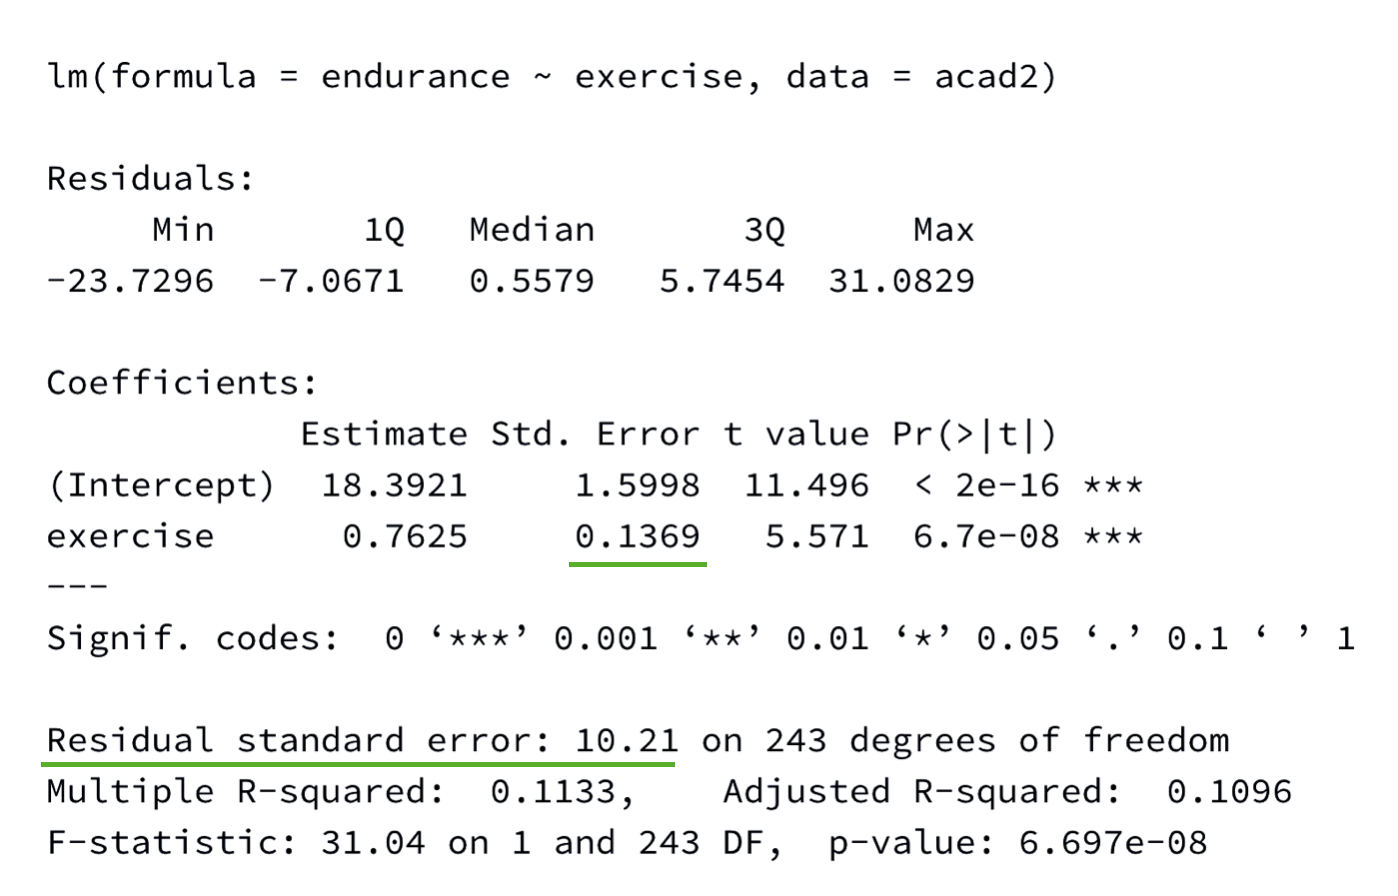 lm(formula = endurance ~ exercise, data = acad2)
Residuals:
Min 1Q Median 3Q Max
-23.7296 -7.0671 0.5579 5.7454 31.0829
Coefficients:
Estimate Std. Error t value Pr(>|t|)
(Intercept) 18.3921 1.5998 11.496 < 2e-16 ***
exercise 0.7625 0.1369 5.571 6.7e-08 ***
---
Signif. codes: 0 ‘***’ 0.001 ‘**’ 0.01 ‘*’ 0.05 ‘.’ 0.1 ‘ ’ 1
Residual standard error: 10.21 on 243 degrees of freedom
Multiple R-squared: 0.1133, Adjusted R-squared: 0.1096
F-statistic: 31.04 on 1 and 243 DF, p-value: 6.697e-08